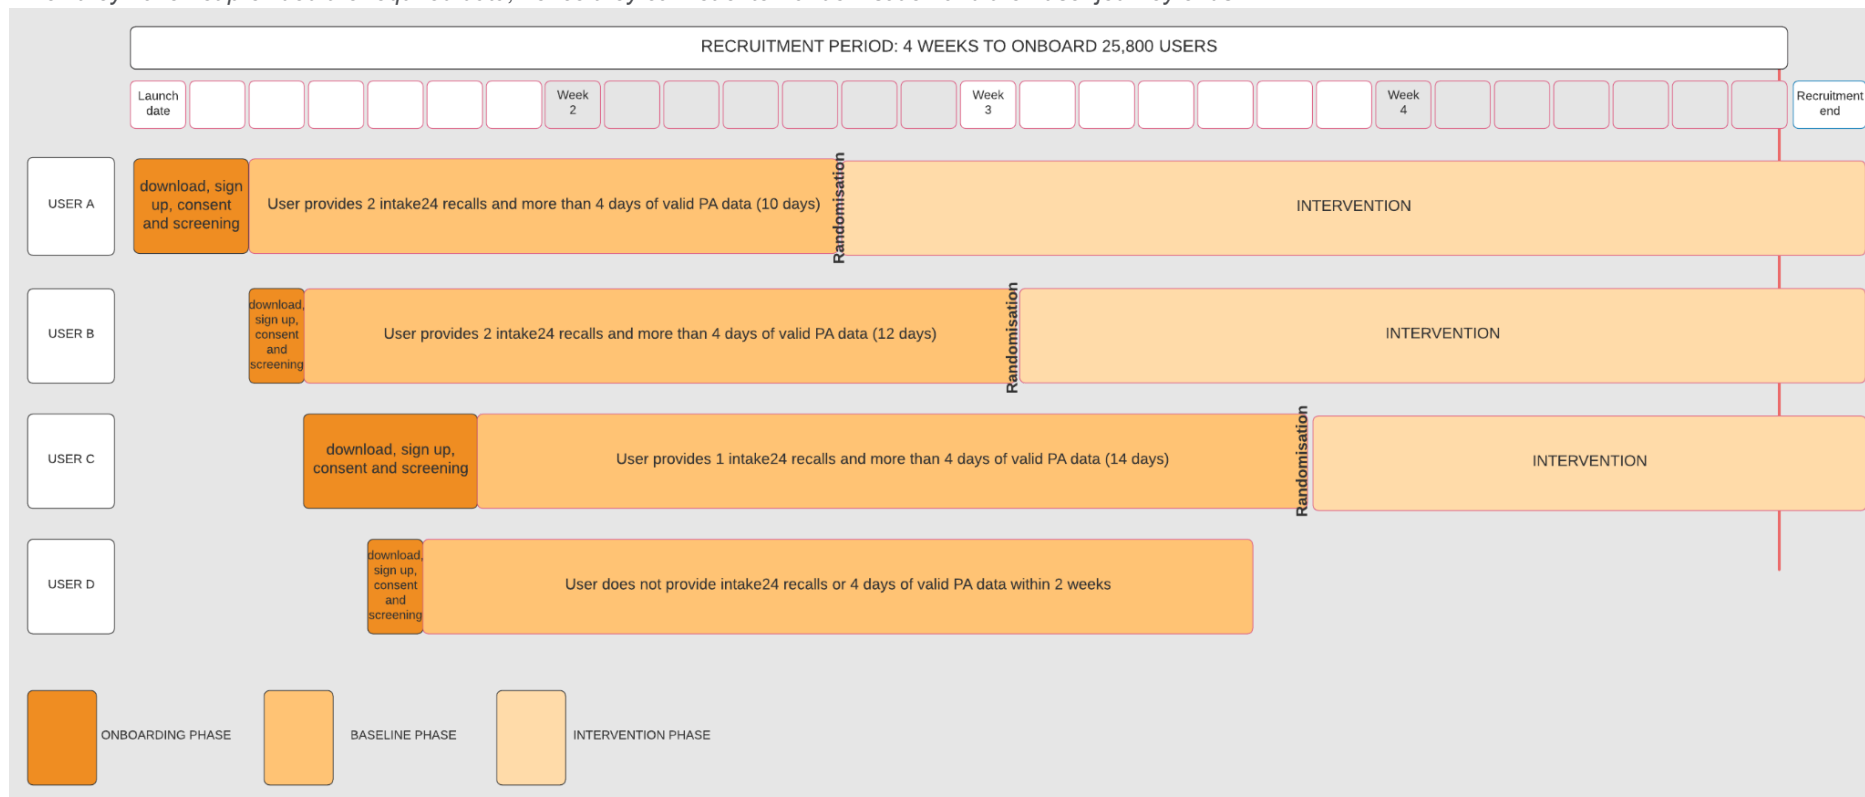 RECRUITMENT PERIOD: 4 WEEKS TO ONBOARD 25,800 USERS
Launch
date
Week
2
Week
3
Week
4
Recruitment
end
USER A
download, sign
up, consent
and screening
User provides 2 intake24 recalls and more than 4 days of valid PA data (10 days)
Randomisation
INTERVENTION
USER B
download,
sign up,
consent
and
screening
User provides 2 intake24 recalls and more than 4 days of valid PA data (12 days)
Randomisation
INTERVENTION
USER C
download, sign up,
consent and screening
User provides 1 intake24 recalls and more than 4 days of valid PA data (14 days)
Randomisation
INTERVENTION
USER D
download,
sign up,
consent
and
screening
User does not provide intake24 recalls or 4 days of valid PA data within 2 weeks
ONBOARDING PHASE
BASELINE PHASE
INTERVENTION PHASE